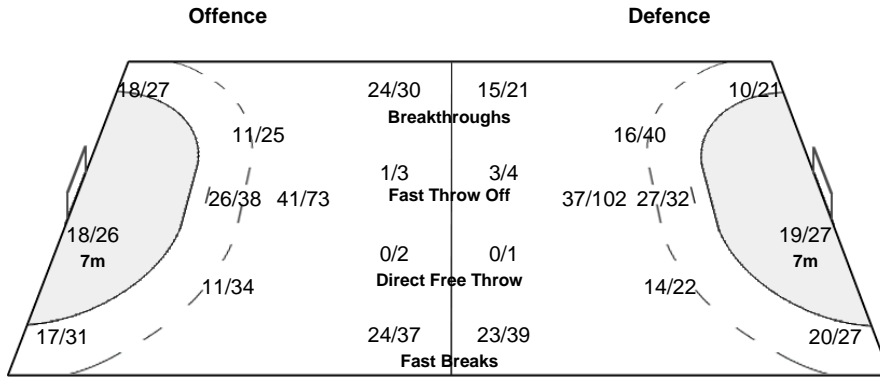 Offence Defence
18/27 24/30 15/21 10/21
Breakthroughs
11/25 16/40
1/3 3/4
Fast Throw Off
26/38 41/73 37/102 27/32
18/26 19/27
7m 7m
0/2 0/1
Direct Free Throw
11/34 14/22
17/31 24/37 23/39 20/27
Fast Breaks